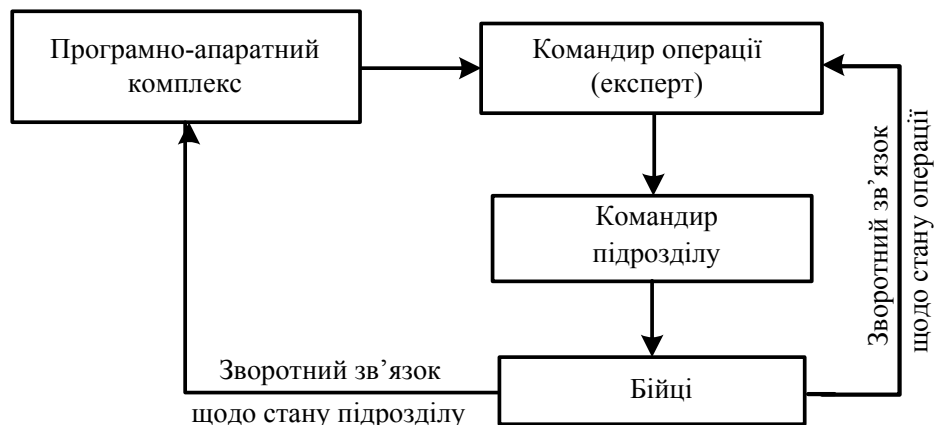 Програмно-апаратний
комплекс
Командир операції
(експерт)
Командир
підрозділу
Зворотний зв’язок
щодо стану операції
Зворотний зв’язок
щодо стану підрозділу
Бійці